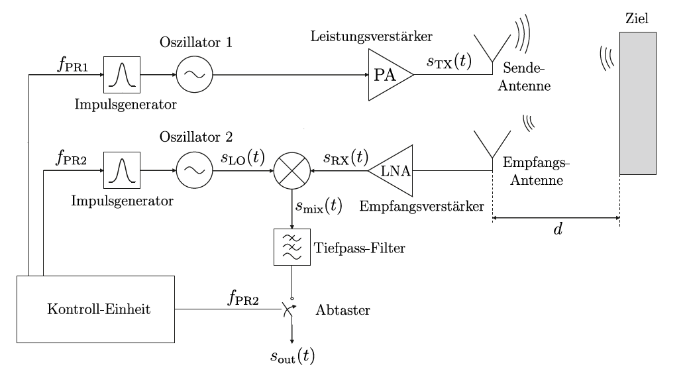 Ziel
Oszillator 1
Leistungsverstärker
f_PR1
PA
s_TX(t)
Sende-
Antenne
Impulsgenerator
Oszillator 2
f_PR2
s_LO(t)
s_RX(t)
LNA
Empfangs-
Antenne
Impulsgenerator
Empfangsverstärker
s_mix(t)
d
Tiefpass-Filter
Kontroll-Einheit
f_PR2
Abtaster
s_out(t)